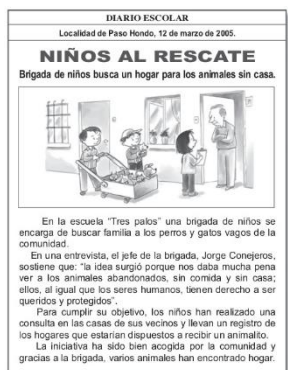 DIARIO ESCOLAR
Localidad de Paso Hondo, 12 de marzo de 2005.
NIÑOS AL RESCATE
Brigada de niños busca un hogar para los animales sin casa.
En la escuela “Tres palos” una brigada de niños se
encarga de buscar familia a los perros y gatos vagos de la
comunidad.
En una entrevista, el jefe de la brigada, Jorge Conejeros,
sostiene que: “la idea surgió porque nos daba mucha pena
ver a los animales abandonados, sin comida y sin casa;
ellos, al igual que los seres humanos, tienen derecho a ser
queridos y protegidos”.
Para cumplir su objetivo, los niños han realizado una
consulta en las casas de sus vecinos y llevan un registro de
los hogares que estarían dispuestos a recibir un animalito.
La iniciativa ha sido bien acogida por la comunidad y
gracias a la brigada, varios animales han encontrado hogar.